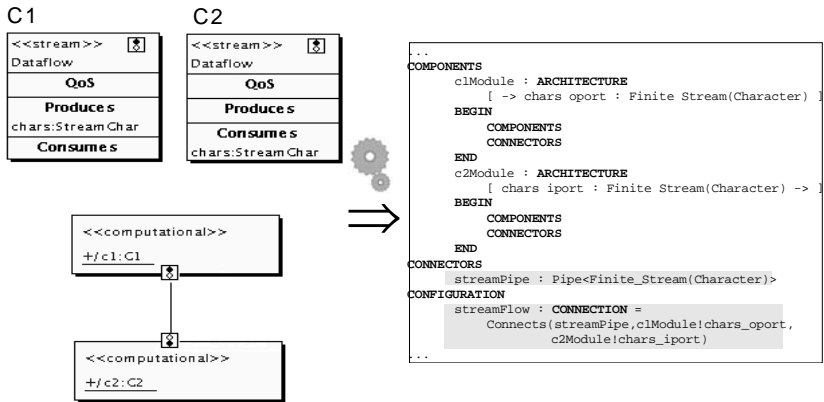 C1
<<stream>>
Dataflow
QoS
Produces
chars:StreamChar
Consumes
C2
<<stream>>
Dataflow
QoS
Produces
Consumes
chars:StreamChar
<<computational>>
+/c1:C1
<<computational>>
+/c2:C2
...
COMPONENTS
c1Module : ARCHITECTURE
[ -> chars oport : Finite Stream(Character) ]
BEGIN
COMPONENTS
CONNECTORS
END
c2Module : ARCHITECTURE
[ chars iport : Finite Stream(Character) -> ]
BEGIN
COMPONENTS
CONNECTORS
END
CONNECTORS
streamPipe : Pipe<Finite_Stream(Character)>
CONFIGURATION
streamFlow : CONNECTION =
Connects(streamPipe,c1Module!chars_oport,
c2Module!chars_iport)
...